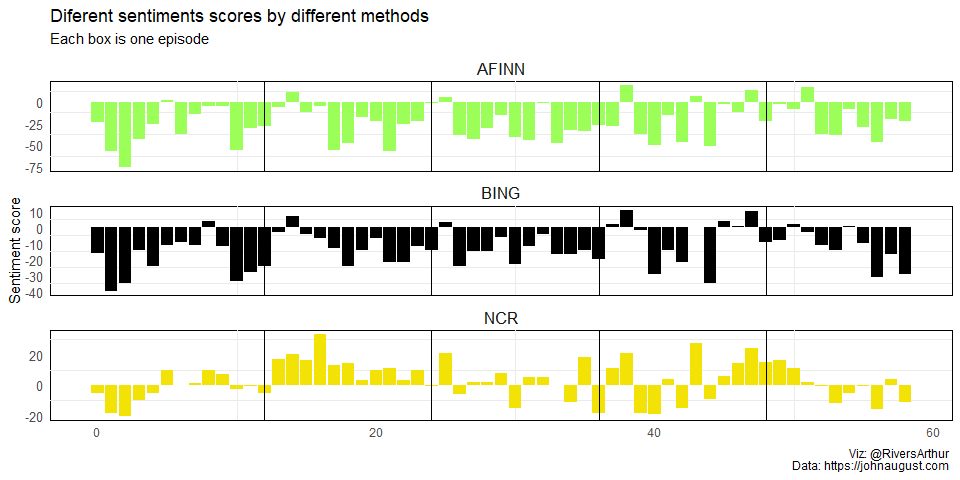 Diferent sentiments scores by different methods
Each box is one episode
AFINN
0
-25
-50
-75
BING
10
0
-10
-20
-30
-40
Sentiment score
NCR
20
0
-20
0 20 40 60
Viz: @RiversArthur
Data: https://johnaugust.com